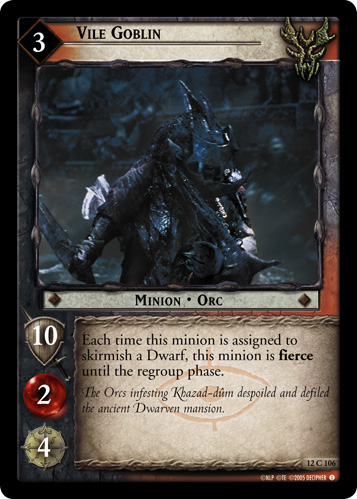 3
VILE GOBLIN
MINION • ORC
10
2
4
Each time this minion is assigned to
skirmish a Dwarf, this minion is fierce
until the regroup phase.
The Orcs infesting Khazad-dûm despoiled and defiled
the ancient Dwarven mansion.
12 C 106
©NLP ©TE ©2005 DECIPHER